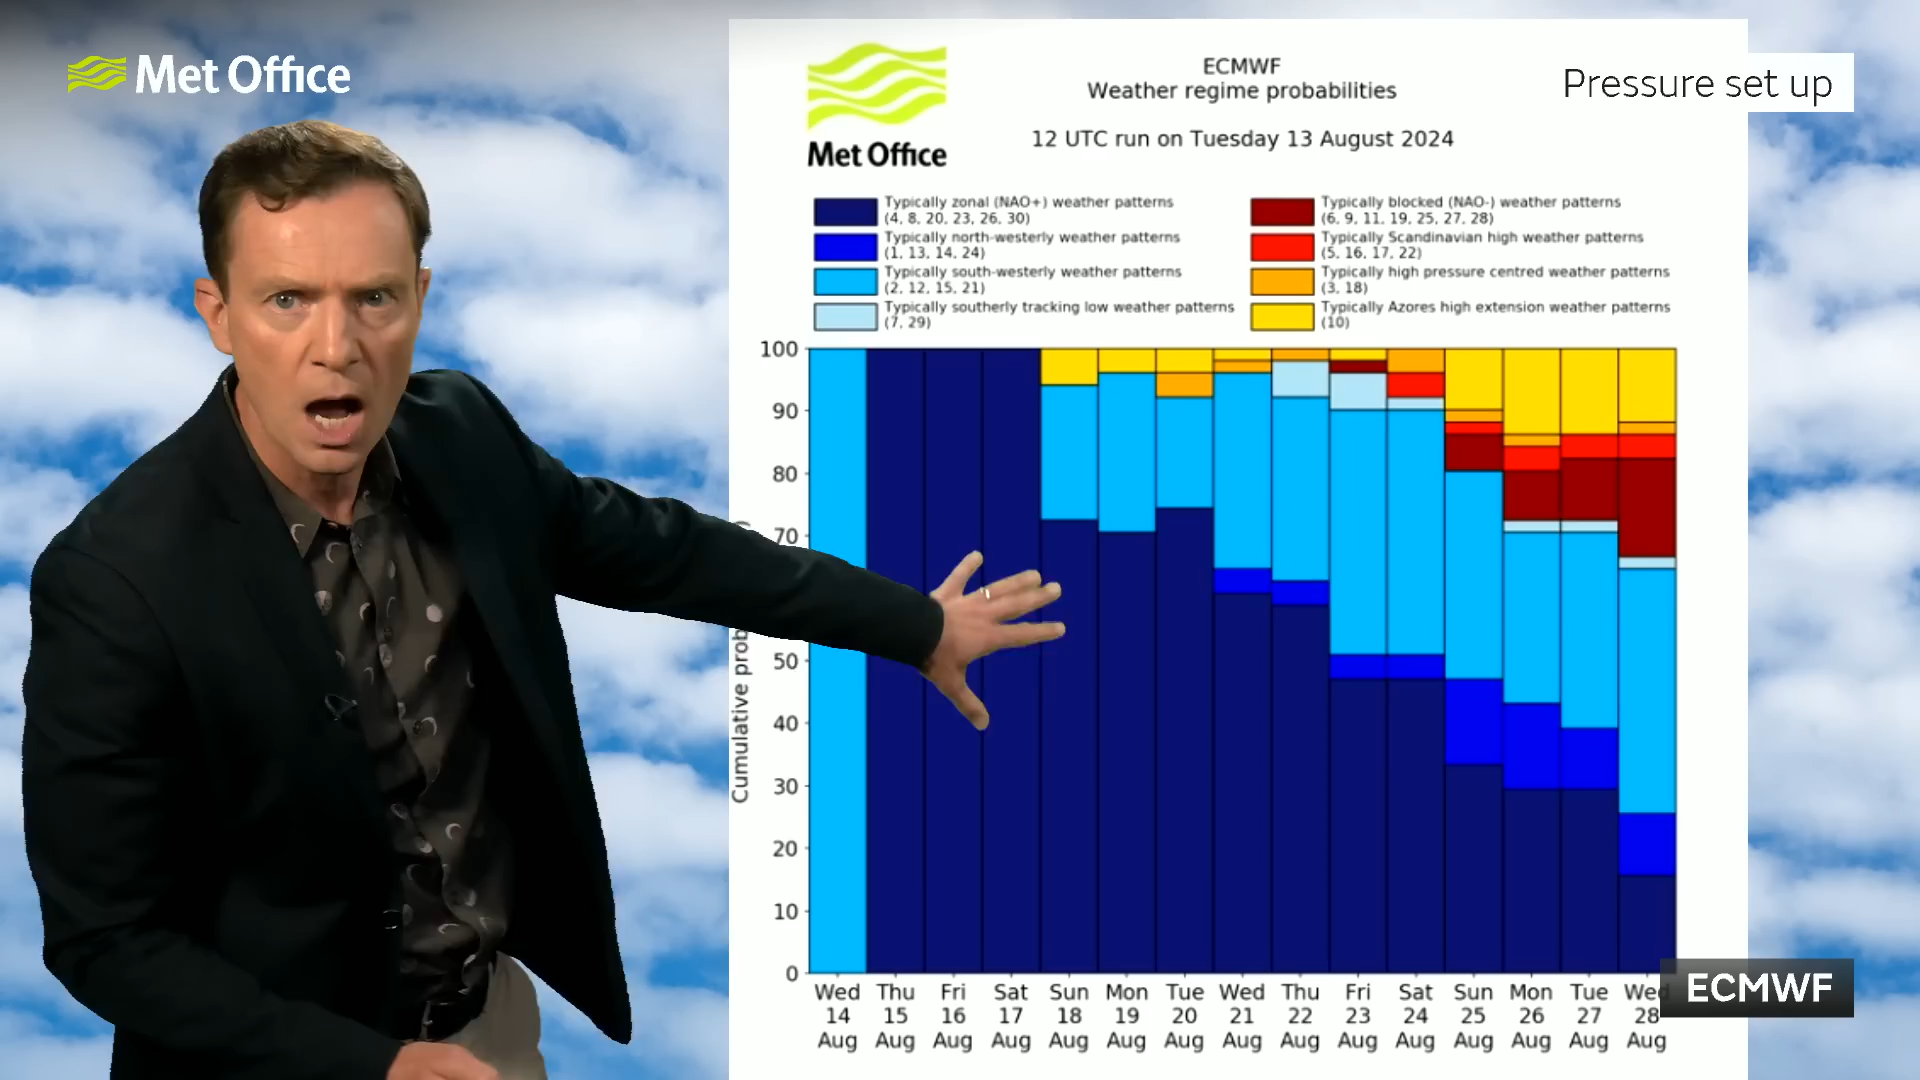 Met Office
Pressure set up
Met Office
ECMWF
Weather regime probabilities
12 UTC run on Tuesday 13 August 2024
Typically zonal (NAO+) weather patterns
(4, 8, 20, 23, 26, 30)
Typically north-westerly weather patterns
(1, 13, 14, 24)
Typically south-westerly weather patterns
(2, 12, 15, 21)
Typically southerly tracking low weather patterns
(7, 29)
Typically blocked (NAO-) weather patterns
(6, 9, 11, 19, 25, 27, 28)
Typically Scandinavian high weather patterns
(5, 16, 17, 22)
Typically high pressure centred weather patterns
(3, 18)
Typically Azores high extension weather patterns
(10)
100
90
80
70
50
40
30
20
10
0
Cumulative
Wed Thu Fri Sat Sun Mon Tue Wed Thu Fri Sat Sun Mon Tue Wed
14 15 16 17 18 19 20 21 22 23 24 25 26 27 28
Aug Aug Aug Aug Aug Aug Aug Aug Aug Aug Aug Aug Aug Aug Aug
ECMWF